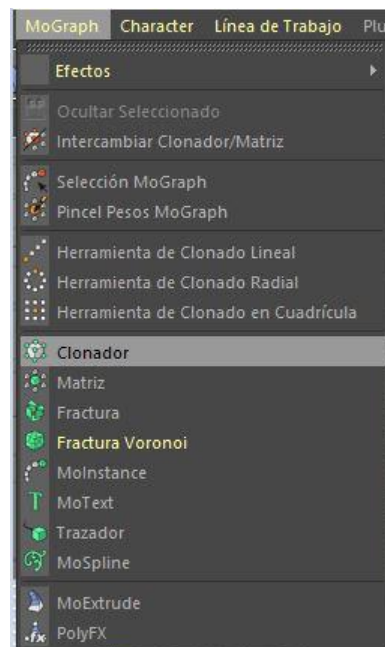 MoGraph Character Línea de Trabajo Plu
Efectos
Ocultar Seleccionado
Intercambiar Clonador/Matriz
Selección MoGraph
Pincel Pesos MoGraph
Herramienta de Clonado Lineal
Herramienta de Clonado Radial
Herramienta de Clonado en Cuadrícula
Clonador
Matriz
Fractura
Fractura Voronoi
MoInstance
MoText
Trazador
MoSpline
MoExtrude
PolyFX